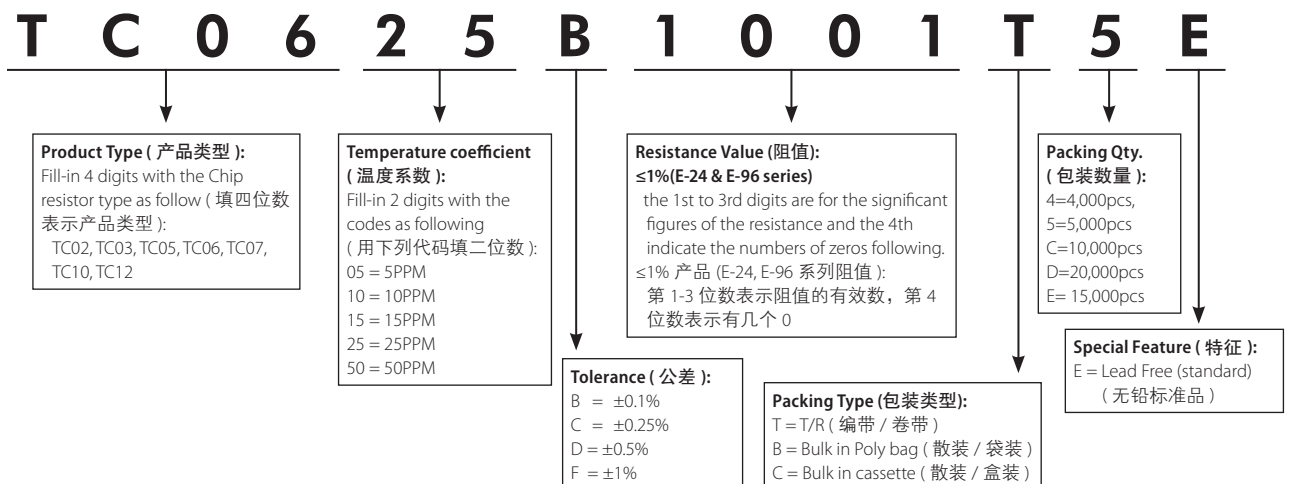 T C 0 6 2 5 B 1 0 0 1 T 5 E
Product Type ( 产品类型 ):
Fill-in 4 digits with the Chip
resistor type as follow ( 填四位数
表示产品类型 ):
TC02, TC03, TC05, TC06, TC07,
TC10, TC12
Temperature coefficient
( 温度系数 ):
Fill-in 2 digits with the
codes as following
( 用下列代码填二位数 ):
05 = 5PPM
10 = 10PPM
15 = 15PPM
25 = 25PPM
50 = 50PPM
Tolerance ( 公差 ):
B = ±0.1%
C = ±0.25%
D = ±0.5%
F = ±1%
Resistance Value (阻值):
≤1%(E-24 & E-96 series)
the 1st to 3rd digits are for the significant
figures of the resistance and the 4th
indicate the numbers of zeros following.
≤1% 产品 (E-24, E-96 系列阻值 ):
第 1-3 位数表示阻值的有效数，第 4
位数表示有几个 0
Packing Type (包装类型):
T = T/R ( 编带 / 卷带 )
B = Bulk in Poly bag ( 散装 / 袋装 )
C = Bulk in cassette ( 散装 / 盒装 )
Packing Qty.
( 包装数量 ):
4=4,000pcs,
5=5,000pcs
C=10,000pcs
D=20,000pcs
E= 15,000pcs
Special Feature ( 特征 ):
E = Lead Free (standard)
( 无铅标准品 )